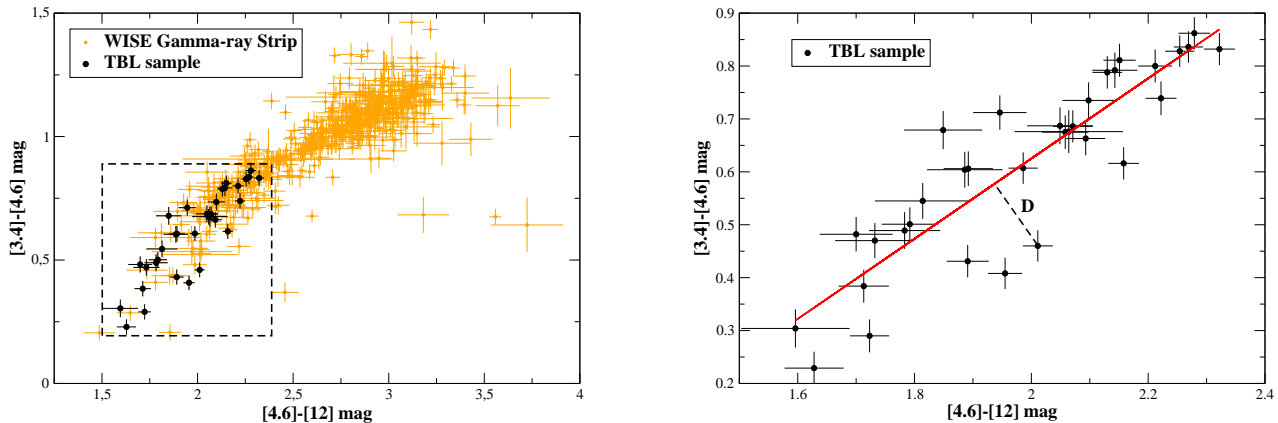 1,5
WISE Gamma-ray Strip
TBL sample
1
0,5
0
1,5
2
2,5
3
3,5
4
[3.4]-[4.6] mag
[4.6]-[12] mag
0.9
TBL sample
0.8
0.7
0.6
0.5
0.4
0.3
0.2
D
1.6
1.8
2
2.2
2.4
[3.4]-[4.6] mag
[4.6]-[12] mag